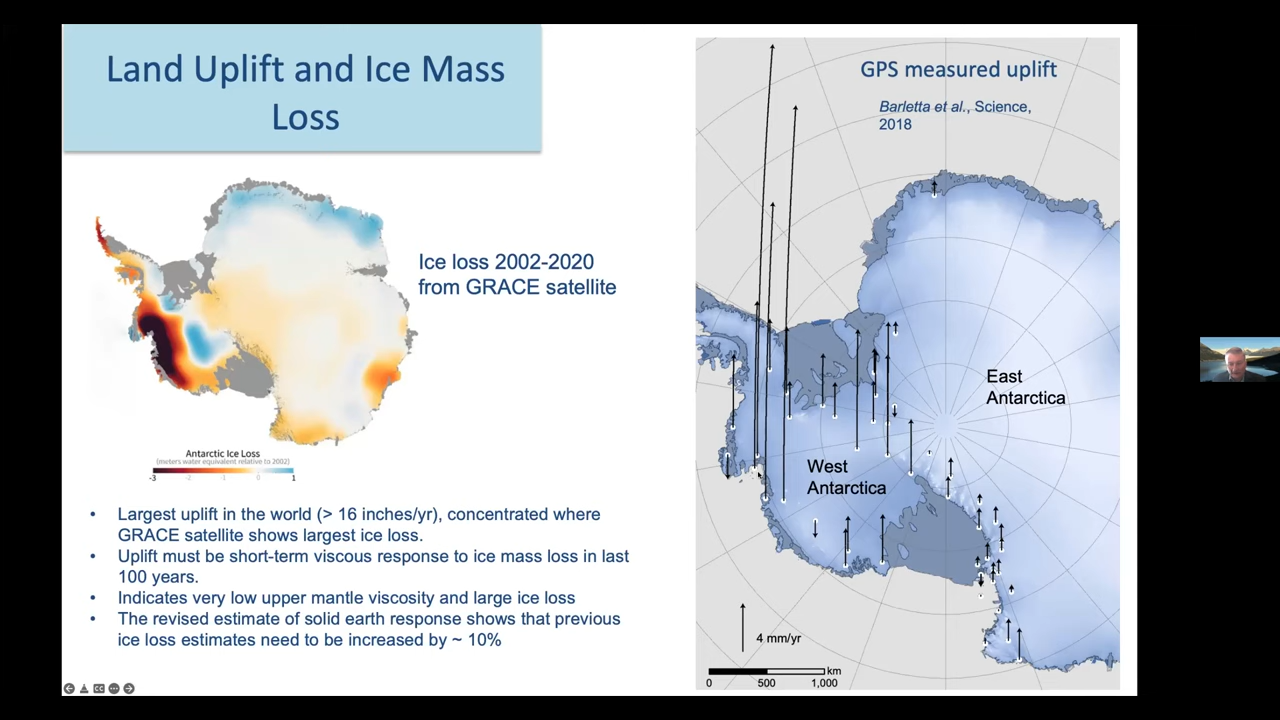 Land Uplift and Ice Mass
Loss
Ice loss 2002-2020
from GRACE satellite
Antarctic Ice Loss
(meters water equivalent relative to 2002)
-3 -2 -1 0 1
• Largest uplift in the world (> 16 inches/yr), concentrated where
GRACE satellite shows largest ice loss.
• Uplift must be short-term viscous response to ice mass loss in last
100 years.
• Indicates very low upper mantle viscosity and large ice loss
• The revised estimate of solid earth response shows that previous
ice loss estimates need to be increased by ~ 10%
GPS measured uplift
Barletta et al., Science,
2018
East
Antarctica
West
Antarctica
4 mm/yr
km
0 500 1,000
CC